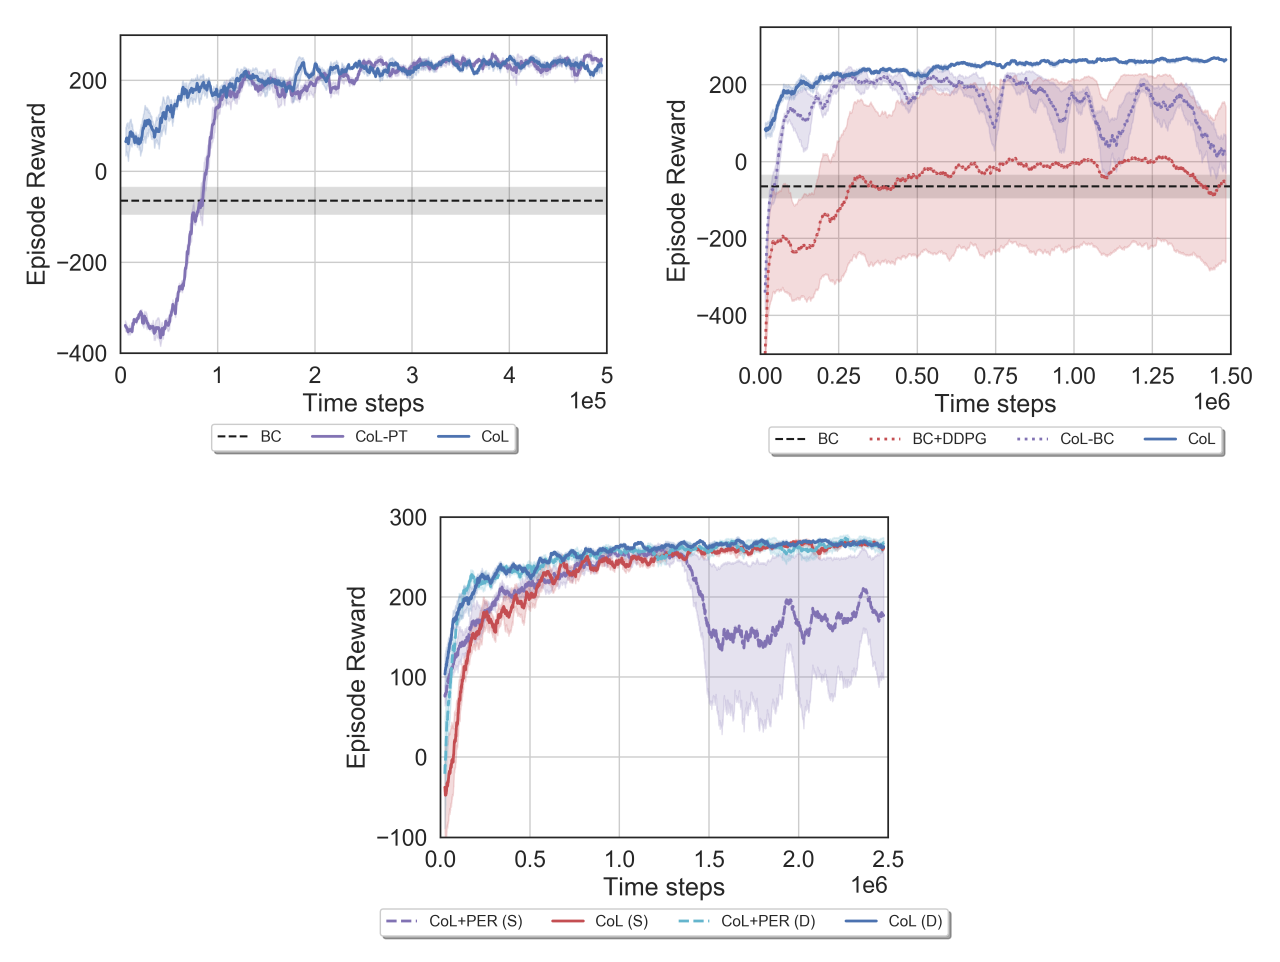 200
0
−200
−400
Episode Reward
0 1 2 3 4 5
Time steps
1e5
BC CoL-PT CoL
200
0
−200
−400
Episode Reward
0.00 0.25 0.50 0.75 1.00 1.25 1.50
Time steps
1e6
BC BC+DDPG CoL-BC CoL
300
200
100
0
−100
Episode Reward
0.0 0.5 1.0 1.5 2.0 2.5
Time steps
1e6
CoL+PER (S) CoL (S) CoL+PER (D) CoL (D)